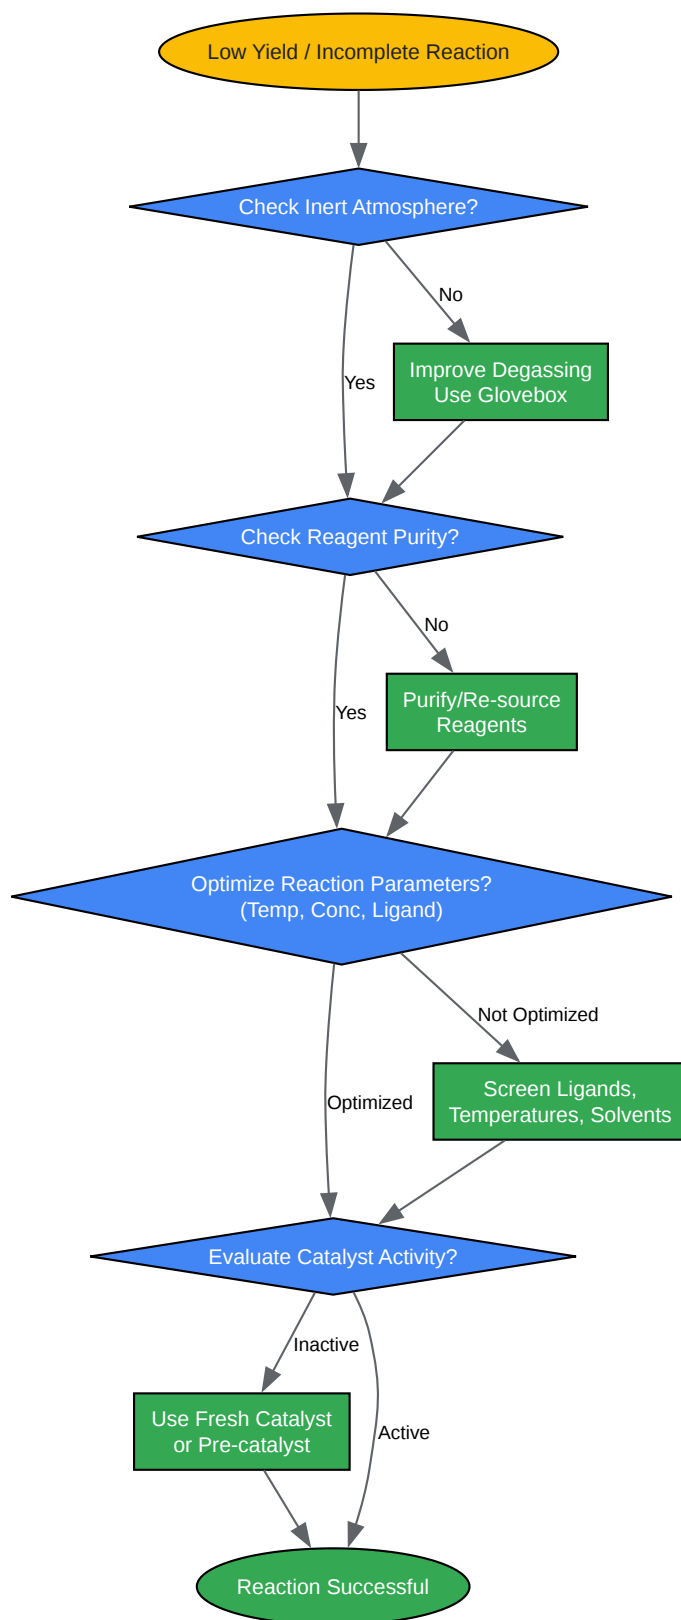 Low Yield / Incomplete Reaction
Check Inert Atmosphere?
No
Improve Degassing
Use Glovebox
Yes
Check Reagent Purity?
No
Purify/Re-source
Reagents
Yes
Optimize Reaction Parameters?
(Temp, Conc, Ligand)
Not Optimized
Screen Ligands,
Temperatures, Solvents
Optimized
Evaluate Catalyst Activity?
Inactive
Use Fresh Catalyst
or Pre-catalyst
Active
Reaction Successful